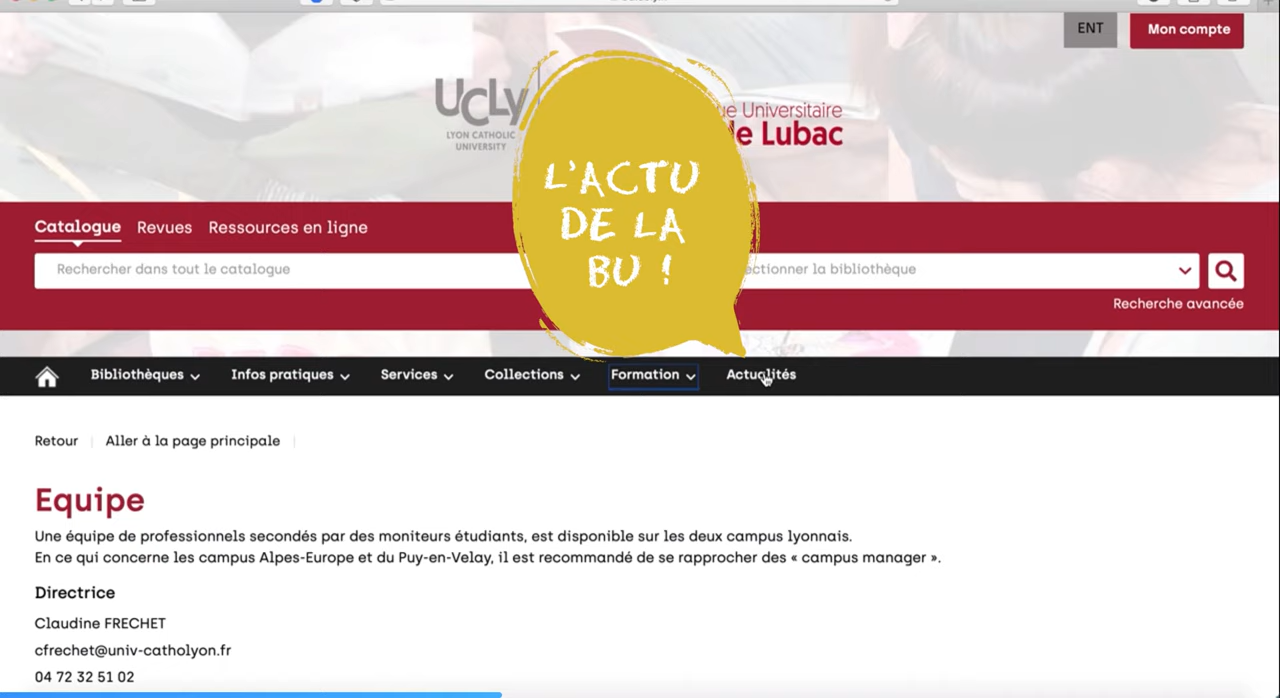 ENT
Mon compte
UCLy
LYON CATHOLIC
UNIVERSITY
Universitaire
Lubac
L'ACTU
DE LA
BU !
Catalogue Revues Ressources en ligne
Rechercher dans tout le catalogue
la bibliothèque
Recherche avancée
Bibliothèques Infos pratiques Services Collections Formation Actualités
Retour Aller à la page principale
Equipe
Une équipe de professionnels secondés par des moniteurs étudiants, est disponible sur les deux campus lyonnais.
En ce qui concerne les campus Alpes-Europe et du Puy-en-Velay, il est recommandé de se rapprocher des « campus manager ».
Directrice
Claudine FRECHET
cfrechet@univ-catholyon.fr
04 72 32 51 02